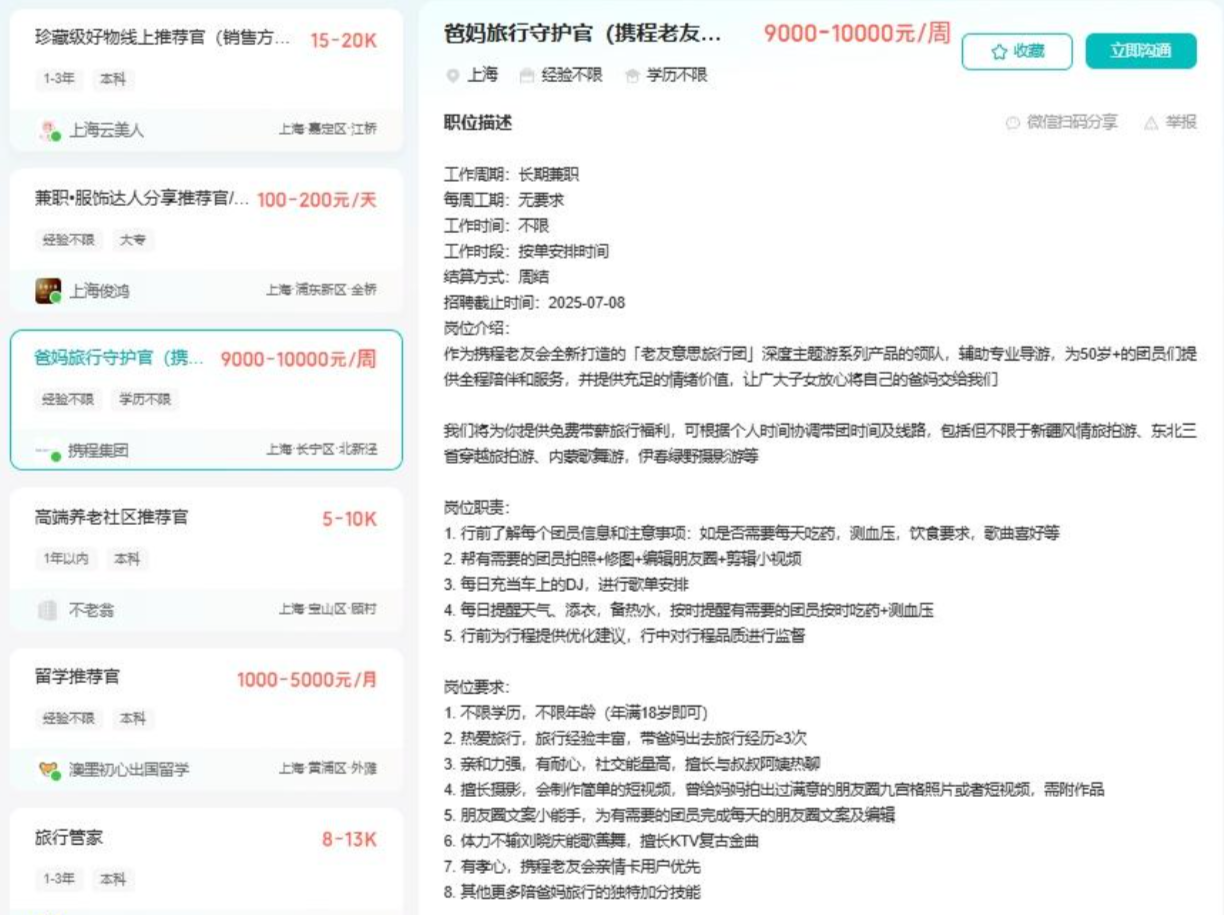 珍藏级好物线上推荐官（销售方... 15-20K
1-3年 本科
上海云美人 上海·嘉定区·江桥
兼职•服饰达人分享推荐官/... 100-200元/天
经验不限 大专
上海俊鸿 上海·浦东新区·金桥
爸妈旅行守护官（携... 9000-10000元/周
经验不限 学历不限
携程集团 上海·长宁区·北新泾
高端养老社区推荐官 5-10K
1年以内 本科
不老翁 上海·宝山区·顾村
留学推荐官 1000-5000元/月
经验不限 本科
澳墨初心出国留学 上海·黄浦区·外滩
旅行管家 8-13K
1-3年 本科
爸妈旅行守护官（携程老友... 9000-10000元/周
收藏 立即沟通
上海 经验不限 学历不限
职位描述
微信扫码分享 举报
工作周期：长期兼职
每周工期：无要求
工作时间：不限
工作时段：按单安排时间
结算方式：周结
招聘截止时间：2025-07-08
岗位介绍：
作为携程老友会全新打造的「老友意思旅行团」深度主题游系列产品的领队，辅助专业导游，为50岁+的团员们提
供全程陪伴和服务，并提供充足的情绪价值，让广大子女放心将自己的爸妈交给我们
我们将为你提供免费带薪旅行福利，可根据个人时间协调带团时间及线路，包括但不限于新疆风情旅拍游、东北三
省穿越旅拍游、内蒙歌舞游，伊春绿野摄影游等
岗位职责：
1. 行前了解每个团员信息和注意事项：如是否需要每天吃药，测血压，饮食要求，歌曲喜好等
2. 帮有需要的团员拍照+修图+编辑朋友圈+剪辑小视频
3. 每日充当车上的DJ，进行歌单安排
4. 每日提醒天气、添衣，备热水，按时提醒有需要的团员按时吃药+测血压
5. 行前为行程提供优化建议，行中对行程品质进行监督
岗位要求：
1. 不限学历，不限年龄（年满18岁即可）
2. 热爱旅行，旅行经验丰富，带爸妈出去旅行经历≥3次
3. 亲和力强，有耐心，社交能量高，擅长与叔叔阿姨热聊
4. 擅长摄影，会制作简单的短视频，曾给妈妈拍出过满意的朋友圈九宫格照片或者短视频，需附作品
5. 朋友圈文案小能手，为有需要的团员完成每天的朋友圈文案及编辑
6. 体力不输刘晓庆能歌善舞，擅长KTV复古金曲
7. 有孝心，携程老友会亲情卡用户优先
8. 其他更多陪爸妈旅行的独特加分技能